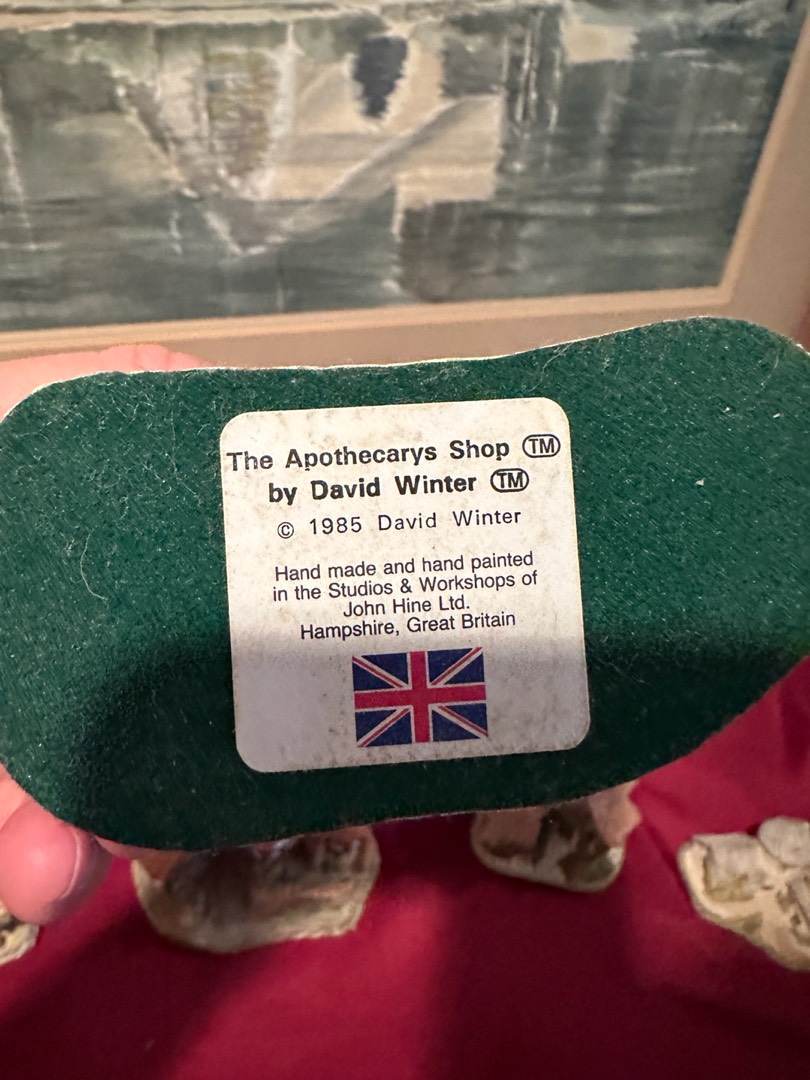 The Apothecarys Shop TM
by David Winter TM
© 1985 David Winter
Hand made and hand painted
in the Studios & Workshops of
John Hine Ltd.
Hampshire, Great Britain